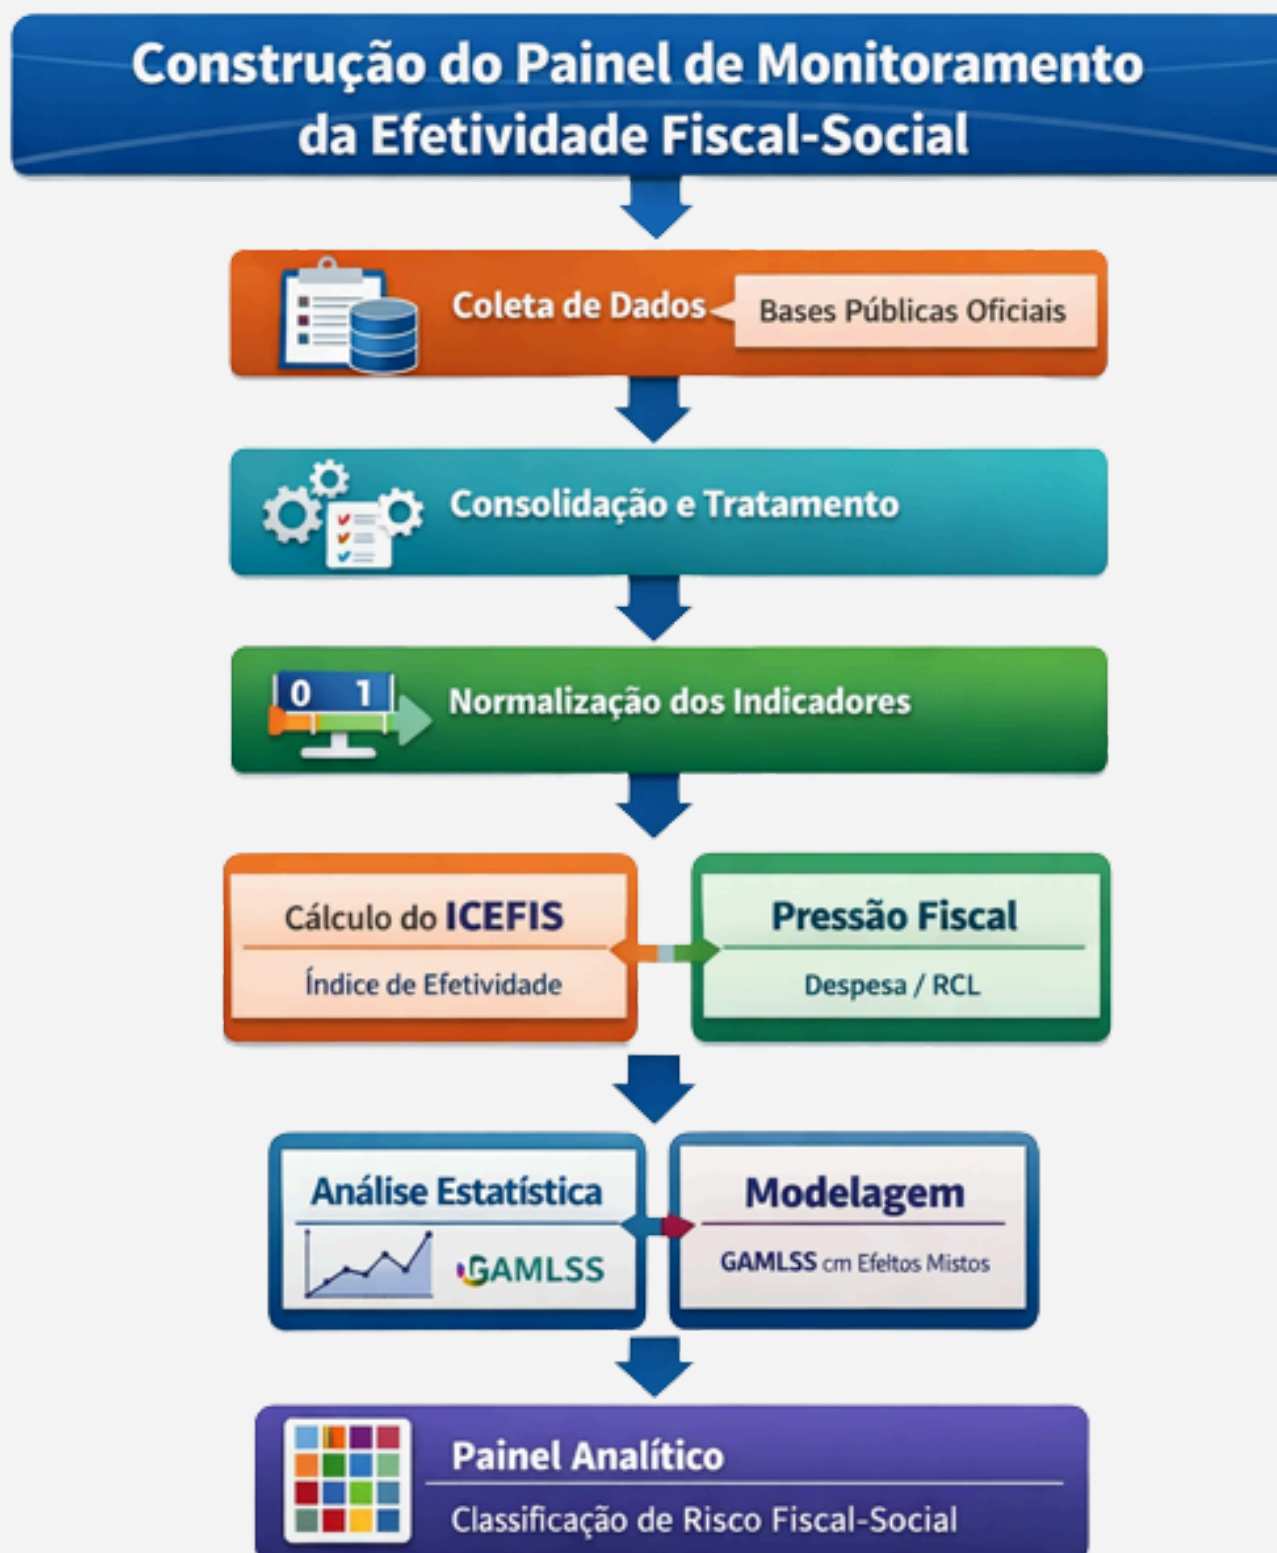 Construção do Painel de Monitoramento
da Efetividade Fiscal-Social
Coleta de Dados
Bases Públicas Oficiais
Consolidação e Tratamento
0 1
Normalização dos Indicadores
Cálculo do ICEFIS
Índice de Efetividade
Pressão Fiscal
Despesa / RCL
Análise Estatística
GAMLSS
Modelagem
GAMLSS cm Efeitos Mistos
Painel Analítico
Classificação de Risco Fiscal-Social